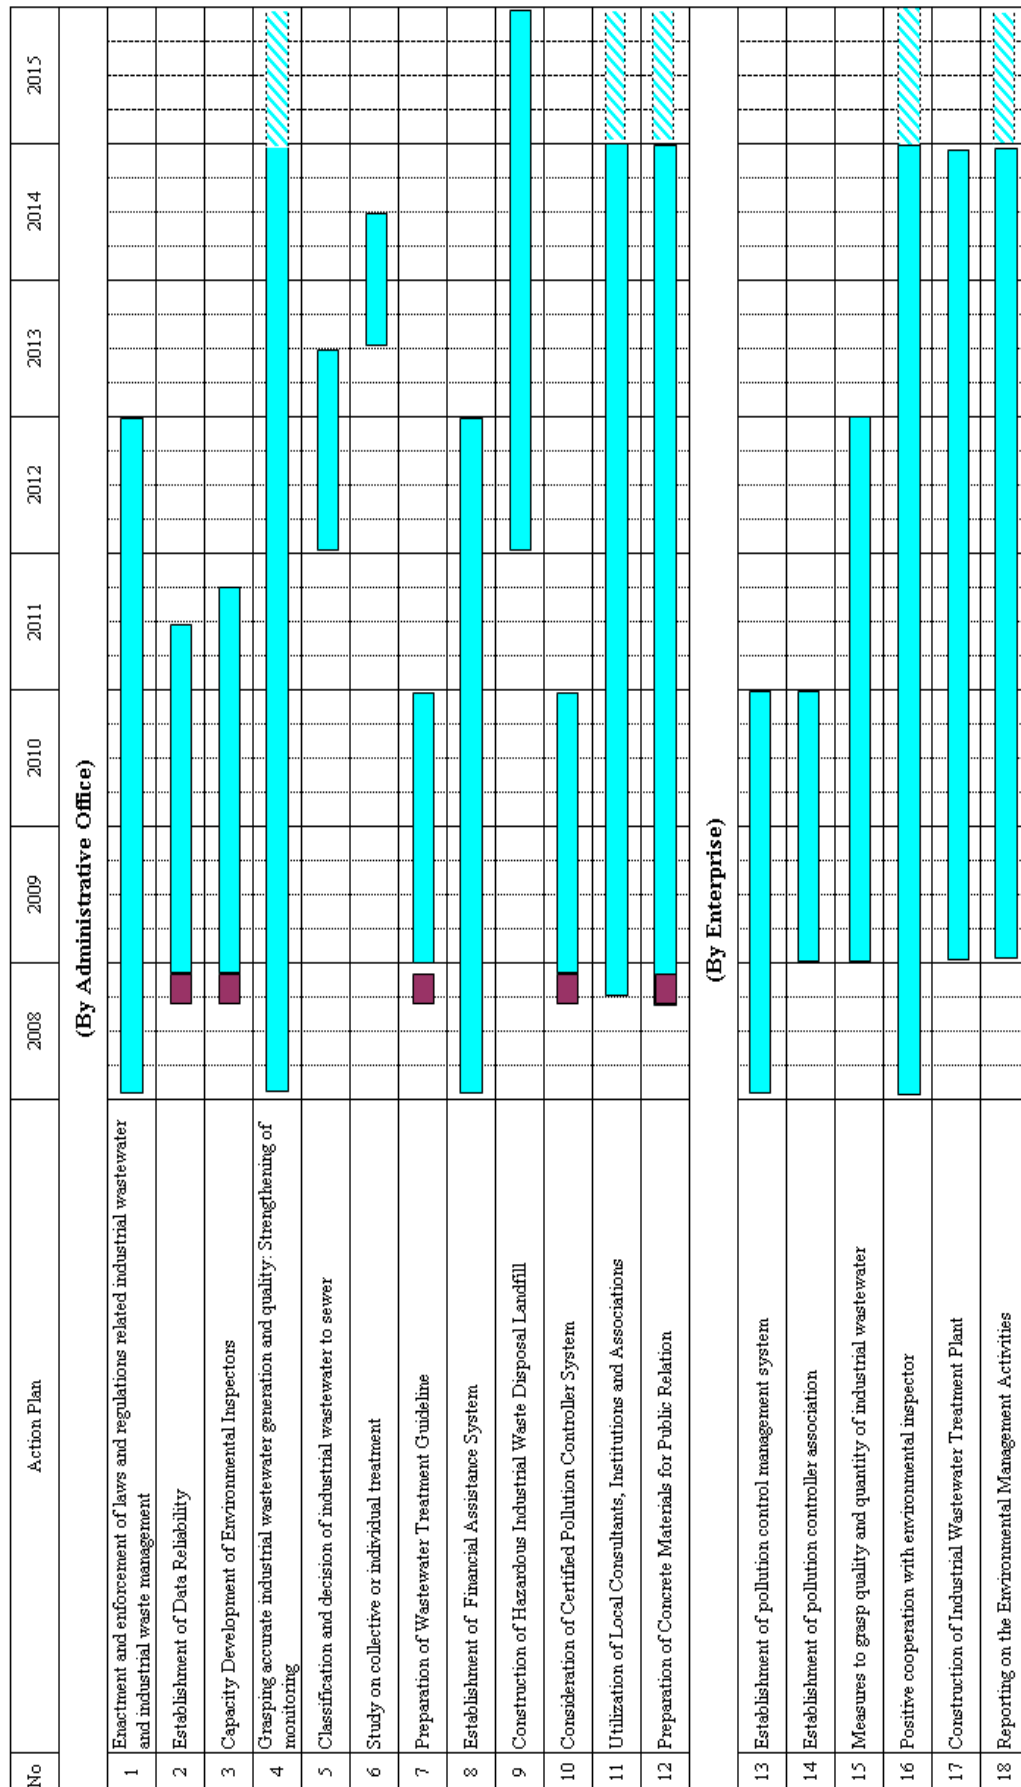 No Action Plan 2008 2009 2010 2011 2012 2013 2014 2015
(By Administrative Office)
1 Enactment and enforcement of laws and regulations related industrial wastewater
and industrial waste management
2 Establishment of Data Reliability
3 Capacity Development of Environmental Inspectors
4 Grasping accurate industrial wastewater generation and quality: Strengthening of
monitoring
5 Classification and decision of industrial wastewater to sewer
6 Study on collective or individual treatment
7 Preparation of Wastewater Treatment Guideline
8 Establishment of Financial Assistance System
9 Construction of Hazardous Industrial Waste Disposal Landfill
10 Consideration of Certified Pollution Controller System
11 Utilization of Local Consultants, Institutions and Associations
12 Preparation of Concrete Materials for Public Relation
(By Enterprise)
13 Establishment of pollution control management system
14 Establishment of pollution controller association
15 Measures to grasp quality and quantity of industrial wastewater
16 Positive cooperation with environmental inspector
17 Construction of Industrial Wastewater Treatment Plant
18 Reporting on the Environmental Management Activities